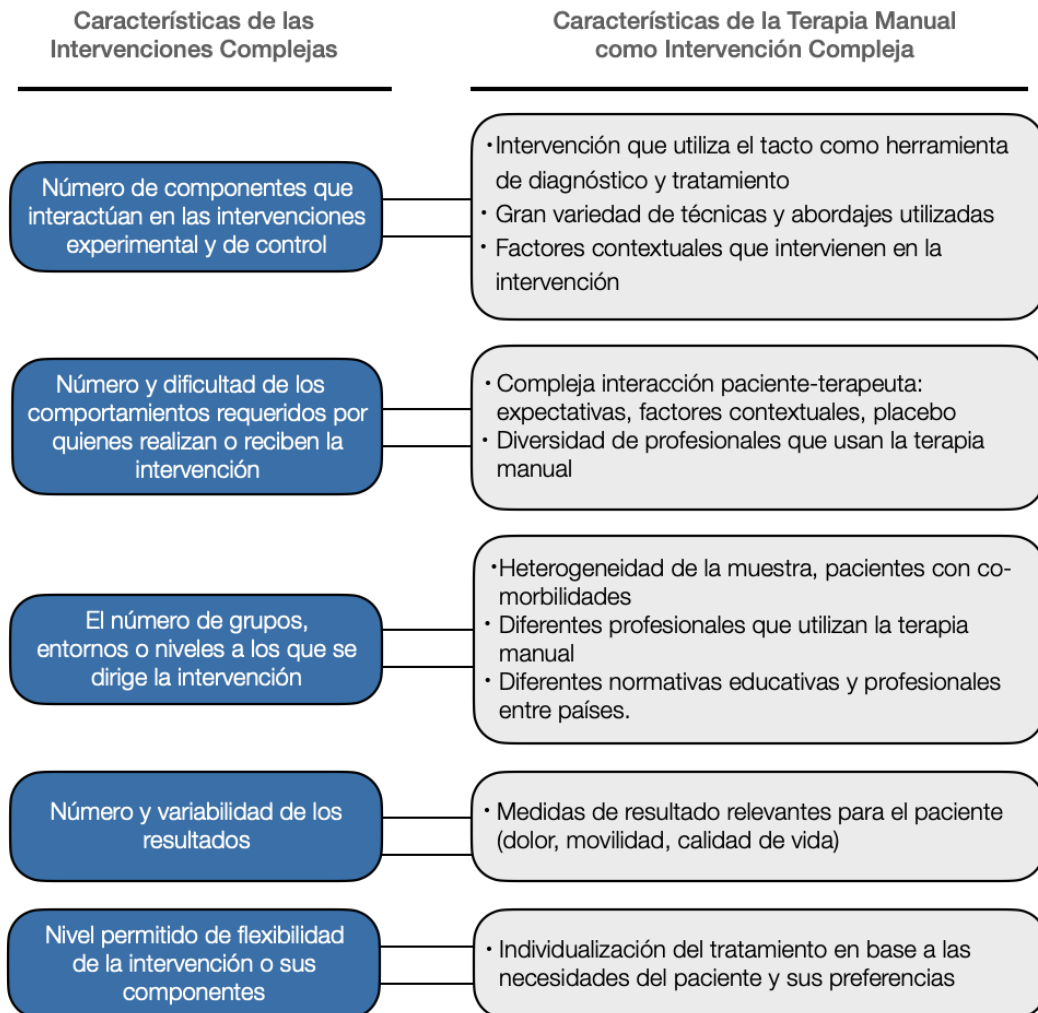 Características de las
Intervenciones Complejas
Características de la Terapia Manual
como Intervención Compleja
Número de componentes que
interactúan en las intervenciones
experimental y de control
· Intervención que utiliza el tacto como herramienta
de diagnóstico y tratamiento
· Gran variedad de técnicas y abordajes utilizadas
· Factores contextuales que intervienen en la
intervención
Número y dificultad de los
comportamientos requeridos por
quienes realizan o reciben la
intervención
· Compleja interacción paciente-terapeuta:
expectativas, factores contextuales, placebo
· Diversidad de profesionales que usan la terapia
manual
El número de grupos,
entornos o niveles a los que se
dirige la intervención
· Heterogeneidad de la muestra, pacientes con co-
morbilidades
· Diferentes profesionales que utilizan la terapia
manual
· Diferentes normativas educativas y profesionales
entre países.
Número y variabilidad de los
resultados
· Medidas de resultado relevantes para el paciente
(dolor, movilidad, calidad de vida)
Nivel permitido de flexibilidad
de la intervención o sus
componentes
· Individualización del tratamiento en base a las
necesidades del paciente y sus preferencias